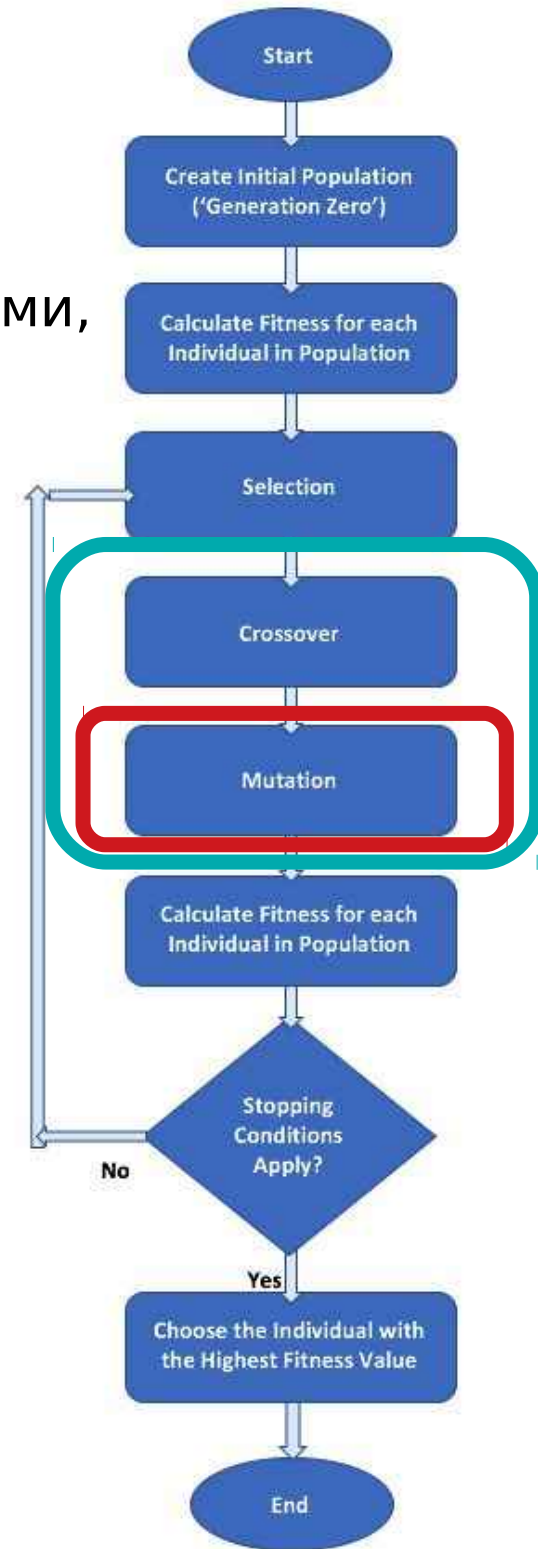 Start
Create Initial Population
('Generation Zero')
ми,
Calculate Fitness for each
Individual in Population
Selection
Crossover
Mutation
Calculate Fitness for each
Individual in Population
Stopping
Conditions
Apply?
No
Yes
Choose the Individual with
the Highest Fitness Value
End